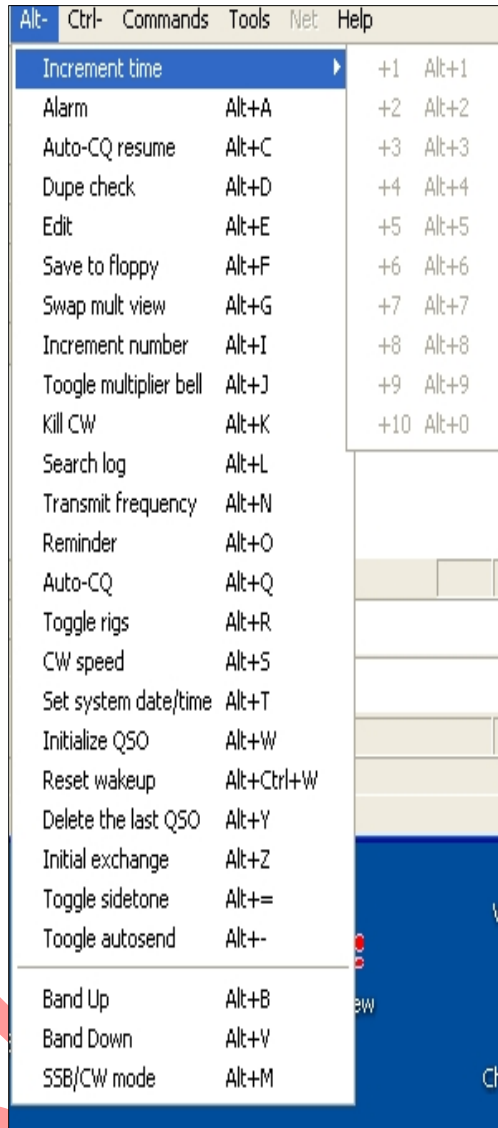 Alt- Ctrl- Commands Tools Net Help
Increment time
+1 Alt+1
+2 Alt+2
+3 Alt+3
+4 Alt+4
+5 Alt+5
+6 Alt+6
+7 Alt+7
+8 Alt+8
+9 Alt+9
+10 Alt+0
Alarm Alt+A
Auto-CQ resume Alt+C
Dupe check Alt+D
Edit Alt+E
Save to floppy Alt+F
Swap mult view Alt+G
Increment number Alt+I
Toogle multiplier bell Alt+J
Kill CW Alt+K
Search log Alt+L
Transmit frequency Alt+N
Reminder Alt+O
Auto-CQ Alt+Q
Toggle rigs Alt+R
CW speed Alt+S
Set system date/time Alt+T
Initialize QSO Alt+W
Reset wakeup Alt+Ctrl+W
Delete the last QSO Alt+Y
Initial exchange Alt+Z
Toggle sidetone Alt+=
Toogle autosend Alt+-
Band Up Alt+B
Band Down Alt+V
SSB/CW mode Alt+M